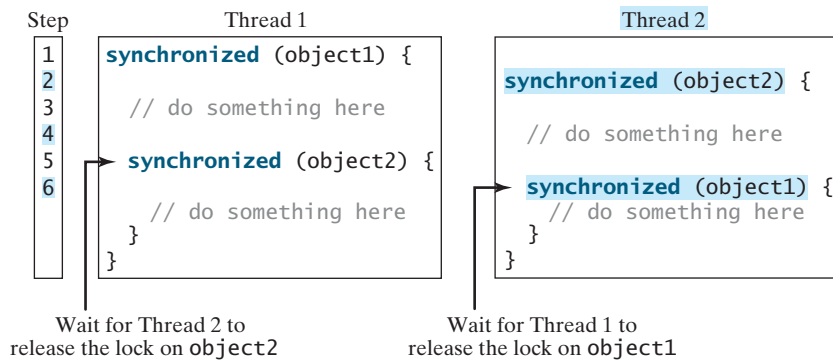 Step Thread 1 Thread 2
1 synchronized (object1) {
2 synchronized (object2) {
3 // do something here
4 // do something here
5 synchronized (object2) {
6 synchronized (object1) {
// do something here // do something here
} }
} }
Wait for Thread 2 to Wait for Thread 1 to
release the lock on object2 release the lock on object1